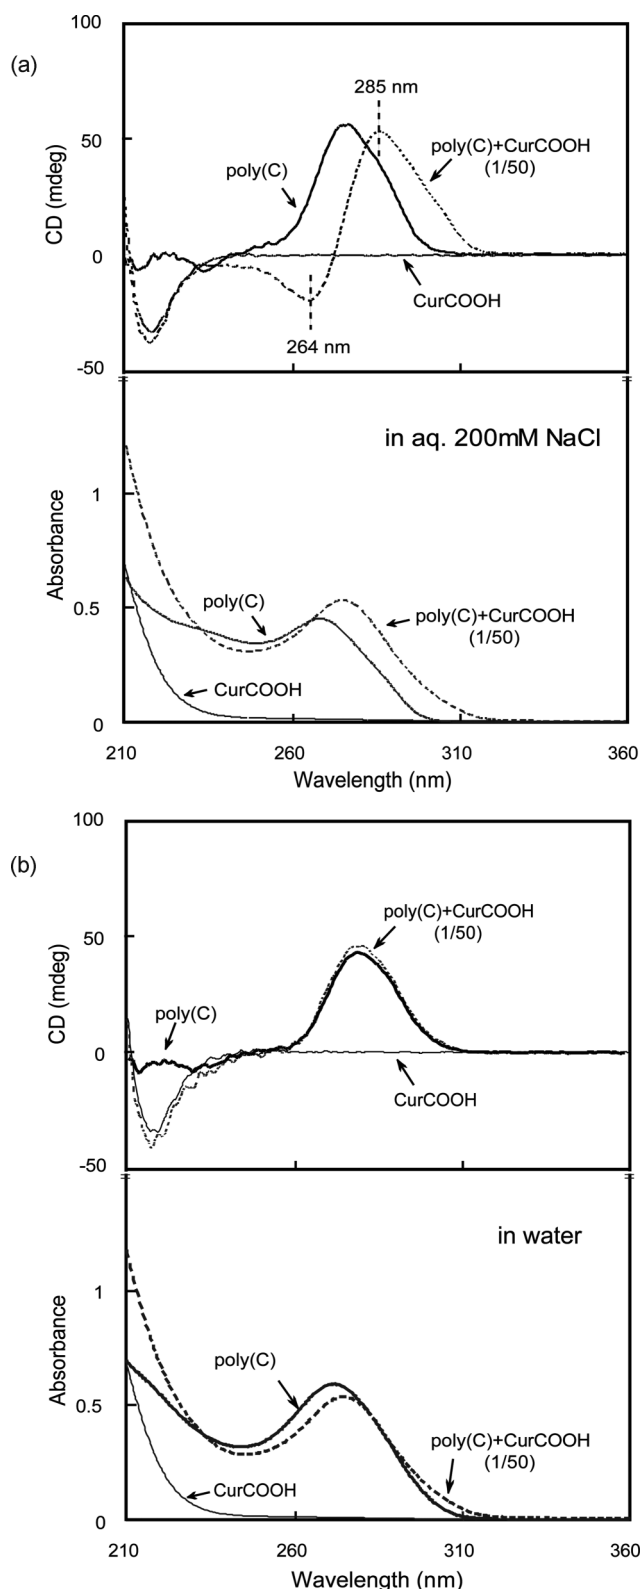 (a)
100
50
0
-50
CD (mdeg)
285 nm
poly(C)
poly(C)+CurCOOH
(1/50)
CurCOOH
264 nm
in aq. 200mM NaCl
1
0.5
0
Absorbance
poly(C)
poly(C)+CurCOOH
(1/50)
CurCOOH
210 260 310 360
Wavelength (nm)
(b)
100
50
0
-50
CD (mdeg)
poly(C)+CurCOOH
(1/50)
poly(C)
CurCOOH
in water
1
0.5
0
Absorbance
poly(C)
poly(C)+CurCOOH
(1/50)
CurCOOH
210 260 310 360
Wavelength (nm)